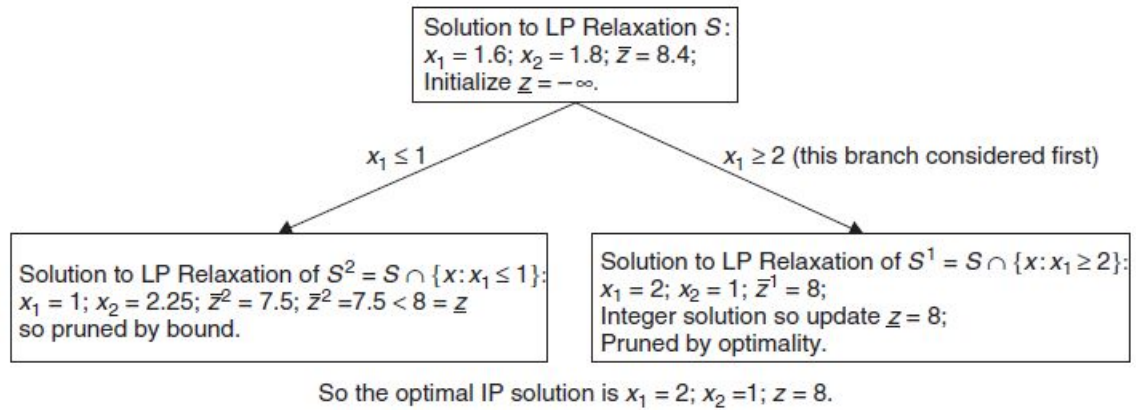 Solution to LP Relaxation S:
x₁ = 1.6; x₂ = 1.8; z̅ = 8.4;
Initialize z̲ = −∞.
x₁ ≤ 1
x₁ ≥ 2 (this branch considered first)
Solution to LP Relaxation of S² = S ∩ {x: x₁ ≤ 1}:
x₁ = 1; x₂ = 2.25; z̅² = 7.5; z̅² =7.5 < 8 = z̲
so pruned by bound.
Solution to LP Relaxation of S¹ = S ∩ {x: x₁ ≥ 2}:
x₁ = 2; x₂ = 1; z̅¹ = 8;
Integer solution so update z̲ = 8;
Pruned by optimality.
So the optimal IP solution is x₁ = 2; x₂ =1; z = 8.